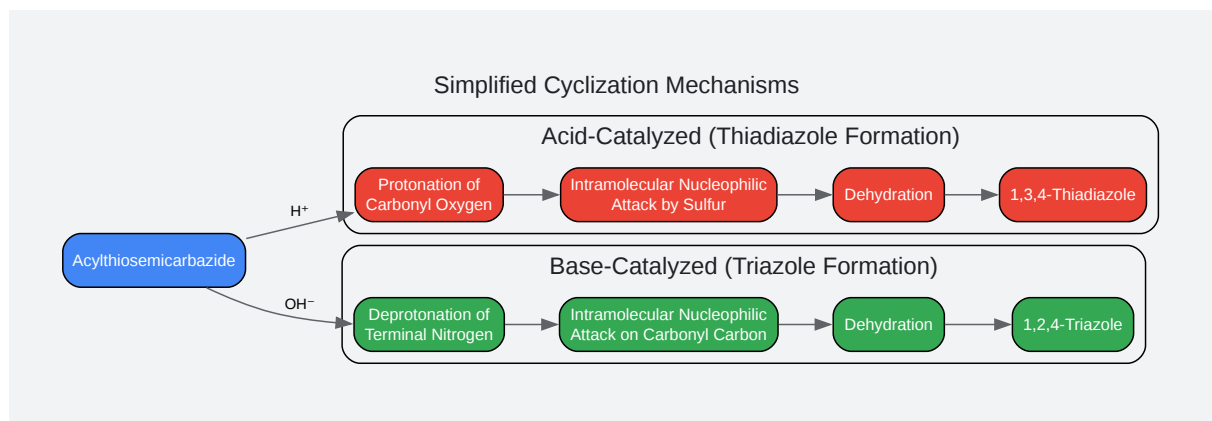 Simplified Cyclization Mechanisms
Acid-Catalyzed (Thiadiazole Formation)
Protonation of
Carbonyl Oxygen
Intramolecular Nucleophilic
Attack by Sulfur
Dehydration
1,3,4-Thiadiazole
H⁺
Acylthiosemicarbazide
OH⁻
Base-Catalyzed (Triazole Formation)
Deprotonation of
Terminal Nitrogen
Intramolecular Nucleophilic
Attack on Carbonyl Carbon
Dehydration
1,2,4-Triazole